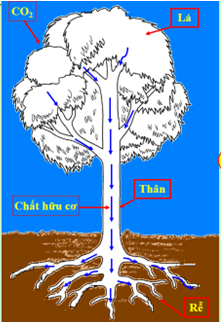 CO₂
Lá
Thân
Chất hữu cơ
Rễ